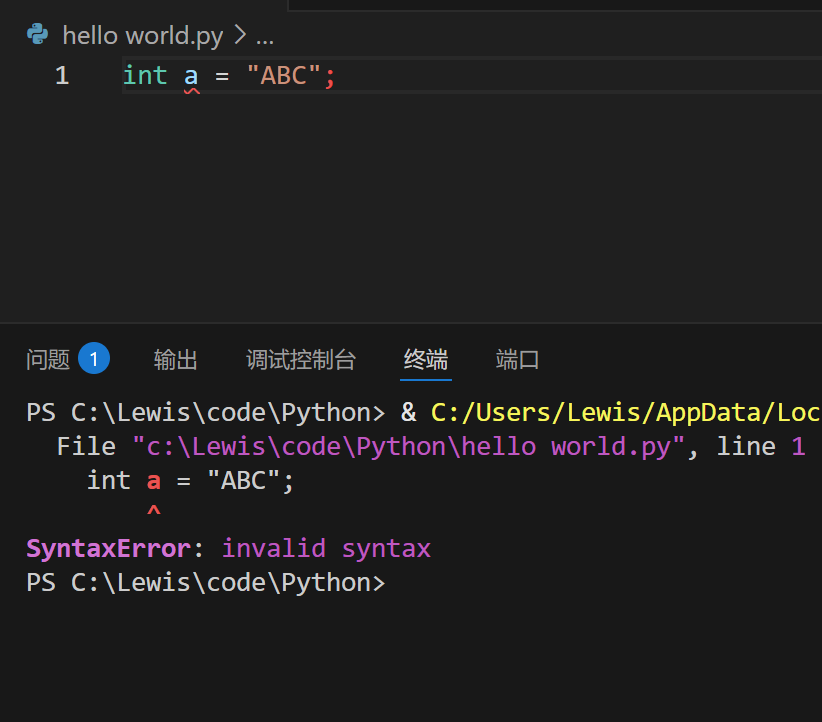 hello world.py > ...
1 int a = "ABC";
问题 1 输出 调试控制台 终端 端口
PS C:\Lewis\code\Python> & C:/Users/Lewis/AppData/Loc
File "c:\Lewis\code\Python\hello world.py", line 1
int a = "ABC";
^
SyntaxError: invalid syntax
PS C:\Lewis\code\Python>